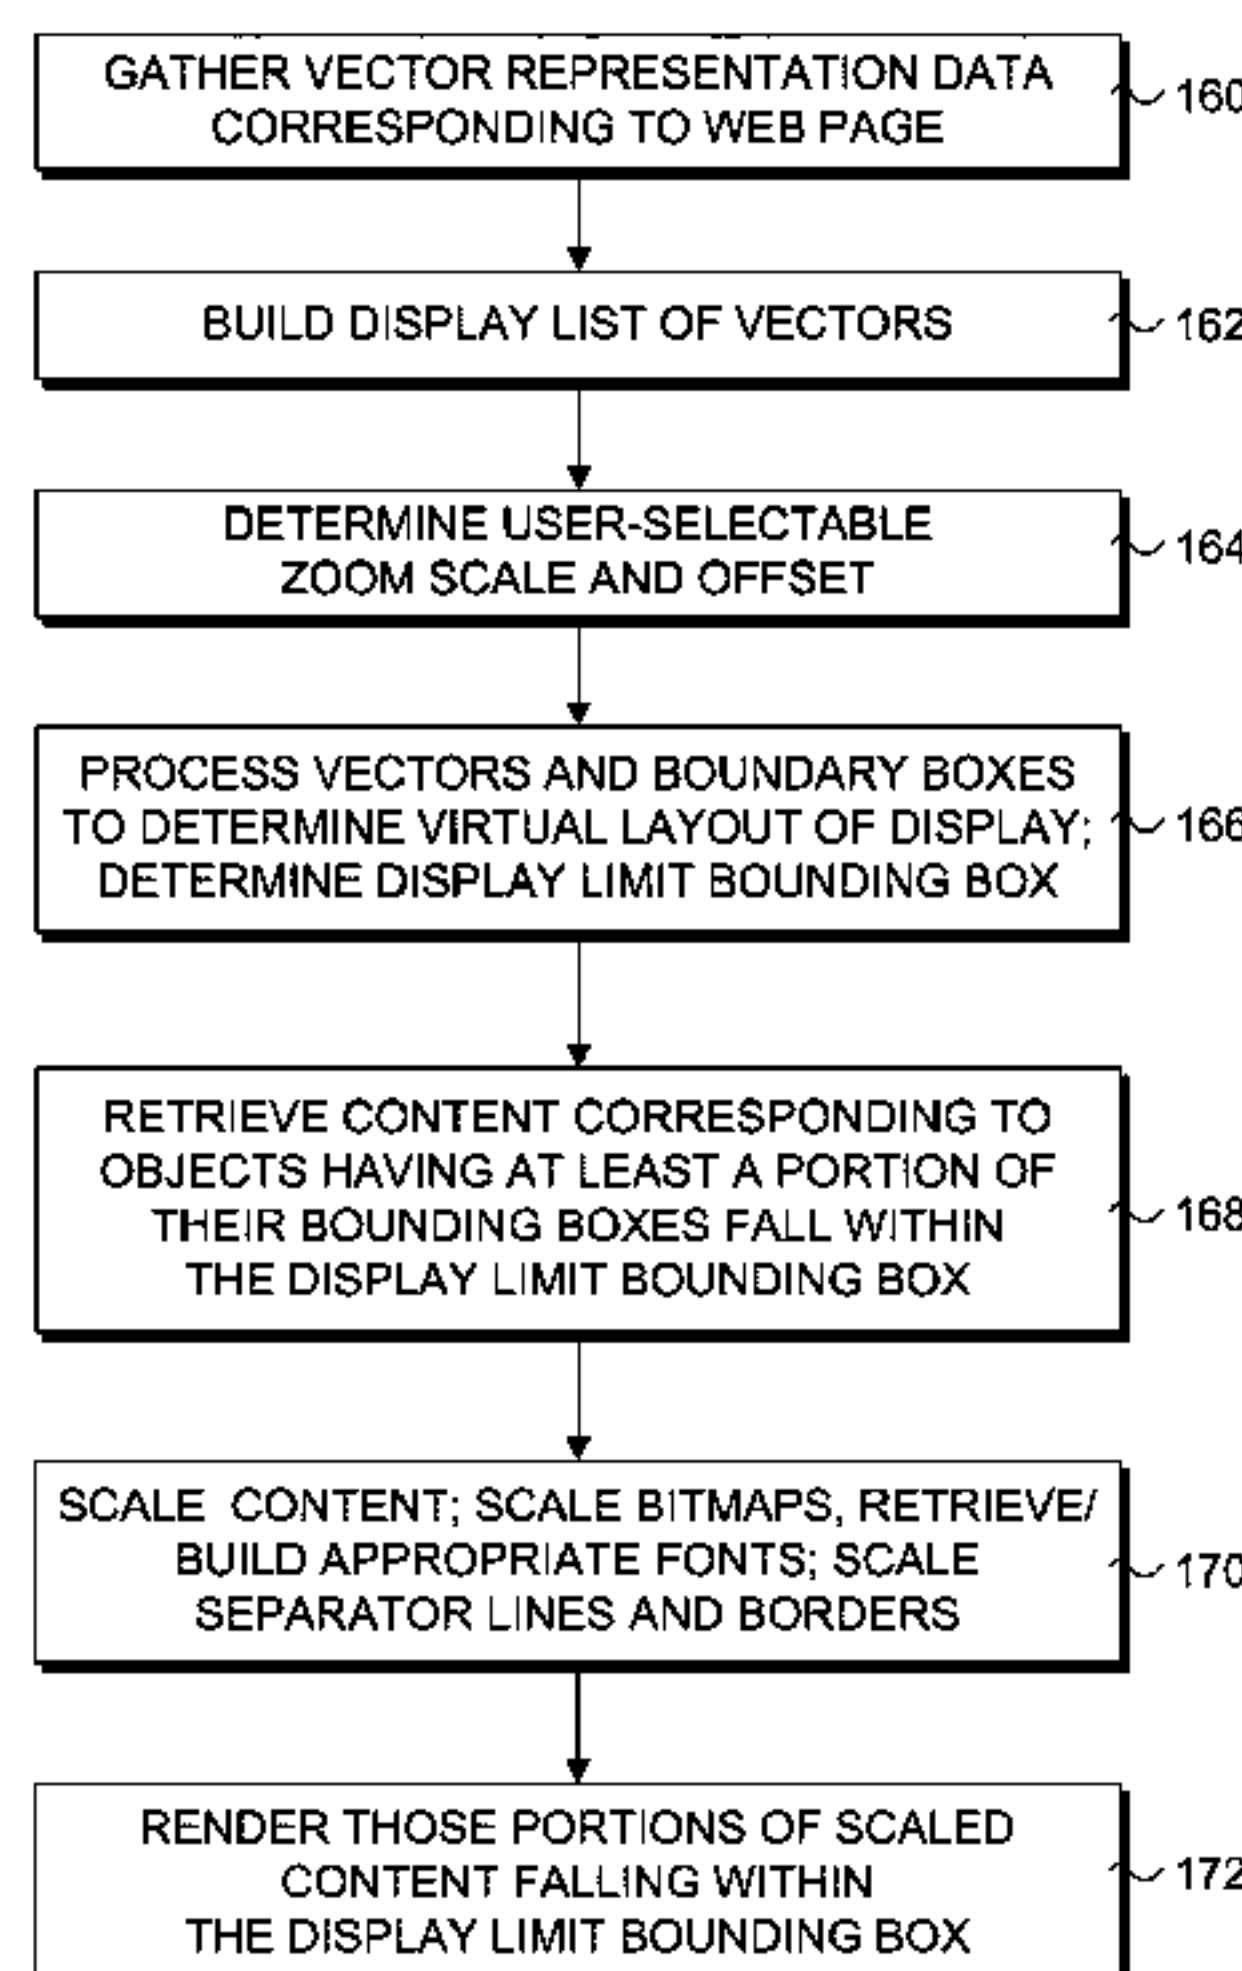 GATHER VECTOR REPRESENTATION DATA
CORRESPONDING TO WEB PAGE
160
BUILD DISPLAY LIST OF VECTORS
162
DETERMINE USER-SELECTABLE
ZOOM SCALE AND OFFSET
164
PROCESS VECTORS AND BOUNDARY BOXES
TO DETERMINE VIRTUAL LAYOUT OF DISPLAY;
DETERMINE DISPLAY LIMIT BOUNDING BOX
166
RETRIEVE CONTENT CORRESPONDING TO
OBJECTS HAVING AT LEAST A PORTION OF
THEIR BOUNDING BOXES FALL WITHIN
THE DISPLAY LIMIT BOUNDING BOX
168
SCALE CONTENT; SCALE BITMAPS, RETRIEVE/
BUILD APPROPRIATE FONTS; SCALE
SEPARATOR LINES AND BORDERS
170
RENDER THOSE PORTIONS OF SCALED
CONTENT FALLING WITHIN
THE DISPLAY LIMIT BOUNDING BOX
172